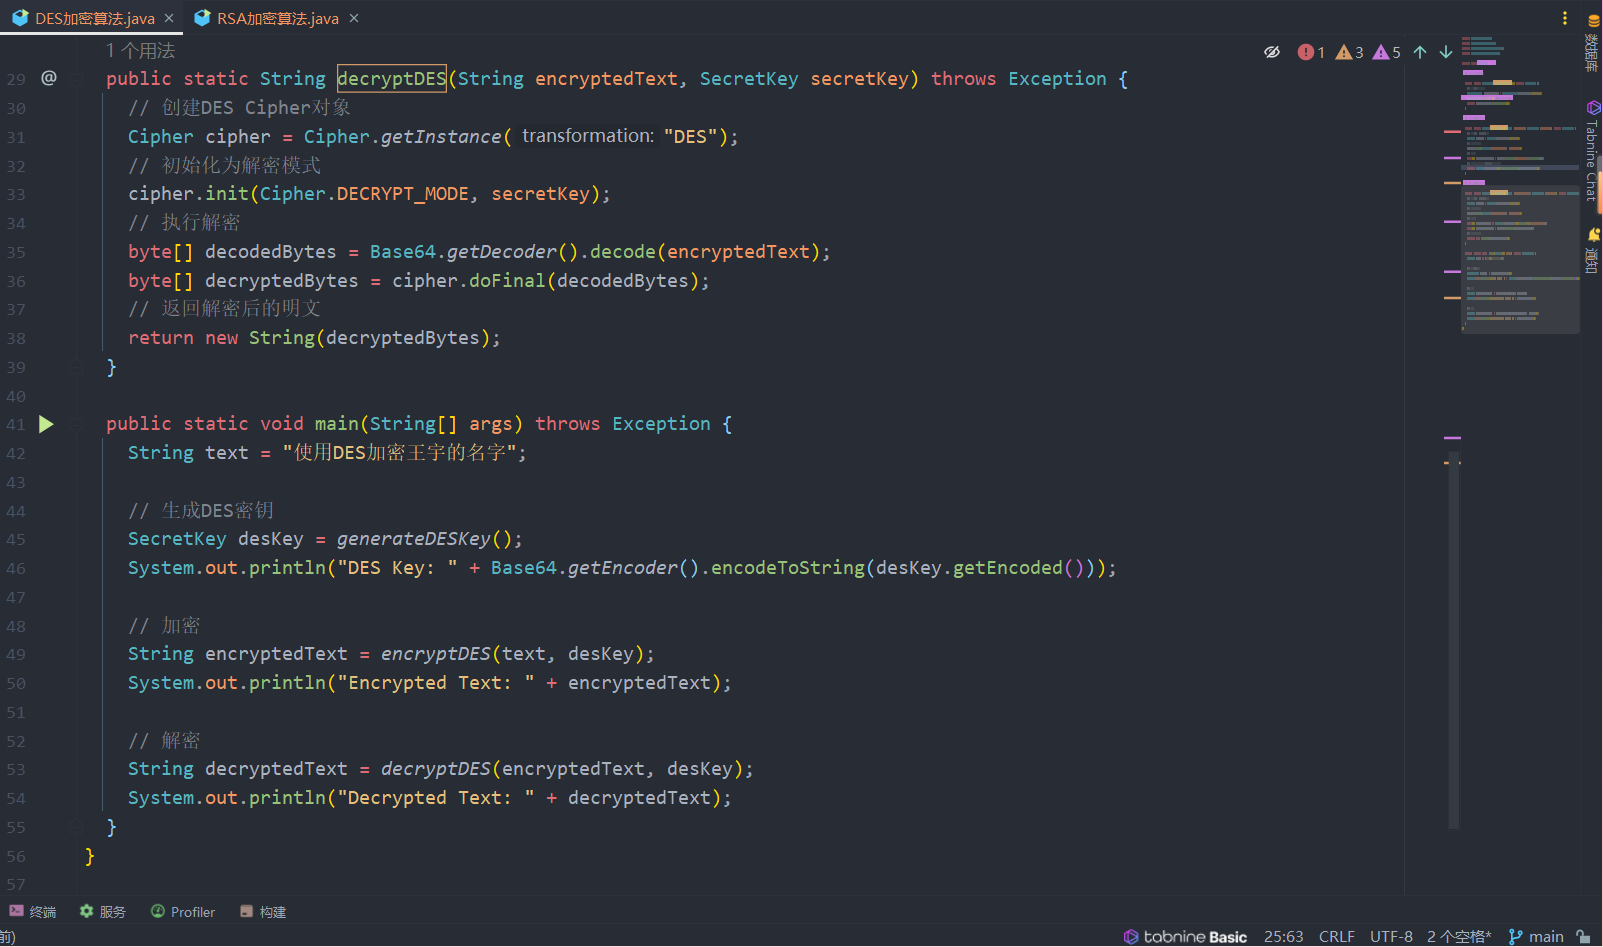 DES加密算法.java
RSA加密算法.java
1 个用法
1 3 5
29 @ public static String decryptDES(String encryptedText, SecretKey secretKey) throws Exception {
30 // 创建DES Cipher对象
31 Cipher cipher = Cipher.getInstance( transformation: "DES");
32 // 初始化为解密模式
33 cipher.init(Cipher.DECRYPT_MODE, secretKey);
34 // 执行解密
35 byte[] decodedBytes = Base64.getDecoder().decode(encryptedText);
36 byte[] decryptedBytes = cipher.doFinal(decodedBytes);
37 // 返回解密后的明文
38 return new String(decryptedBytes);
39 }
40
41 public static void main(String[] args) throws Exception {
42 String text = "使用DES加密王宇的名字";
43
44 // 生成DES密钥
45 SecretKey desKey = generateDESKey();
46 System.out.println("DES Key: " + Base64.getEncoder().encodeToString(desKey.getEncoded()));
47
48 // 加密
49 String encryptedText = encryptDES(text, desKey);
50 System.out.println("Encrypted Text: " + encryptedText);
51
52 // 解密
53 String decryptedText = decryptDES(encryptedText, desKey);
54 System.out.println("Decrypted Text: " + decryptedText);
55 }
56 }
57
数据库
Tabnine Chat
通知
终端 服务 Profiler 构建
前)
tabnine Basic 25:63 CRLF UTF-8 2 个空格* main